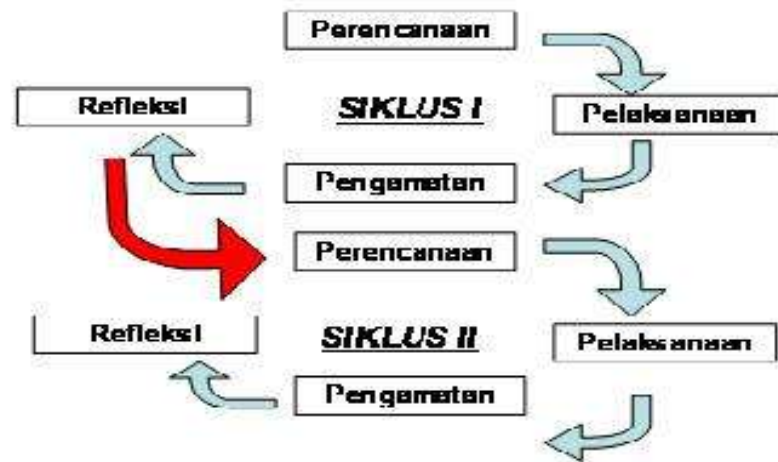 Perencanaan
Refleksi
SIKLUS I
Pelaksanaan
Pengamatan
Perencanaan
Refleksi
SIKLUS II
Pelaksanaan
Pengamatan